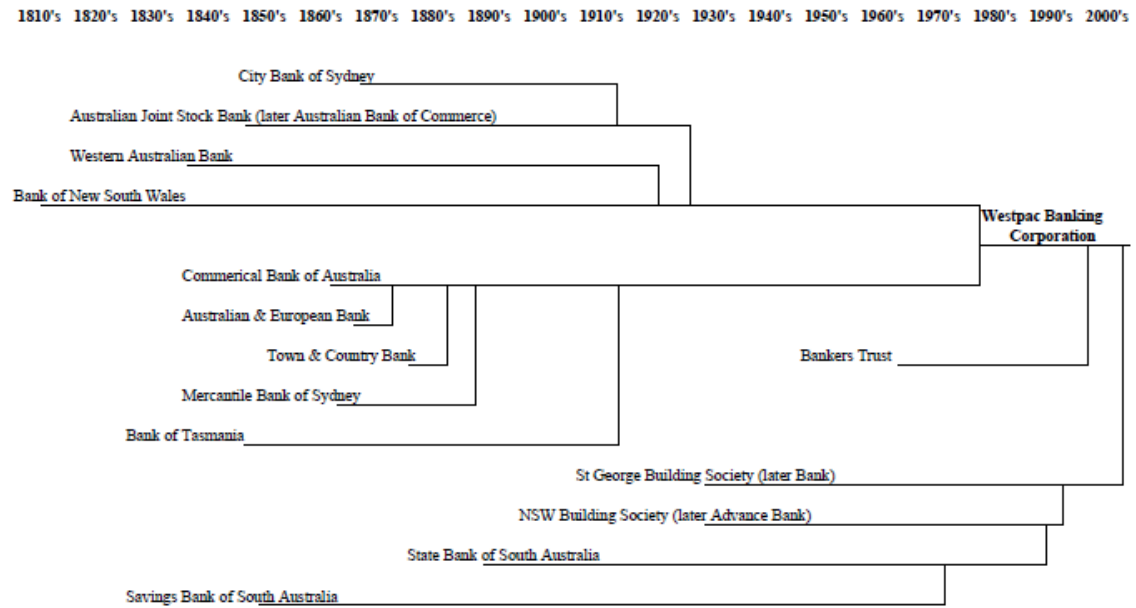 1810's 1820's 1830's 1840's 1850's 1860's 1870's 1880's 1890's 1900's 1910's 1920's 1930's 1940's 1950's 1960's 1970's 1980's 1990's 2000's
City Bank of Sydney
Australian Joint Stock Bank (later Australian Bank of Commerce)
Western Australian Bank
Bank of New South Wales
Westpac Banking
Corporation
Commerical Bank of Australia
Australian & European Bank
Town & Country Bank
Bankers Trust
Mercantile Bank of Sydney
Bank of Tasmania
St George Building Society (later Bank)
NSW Building Society (later Advance Bank)
State Bank of South Australia
Savings Bank of South Australia